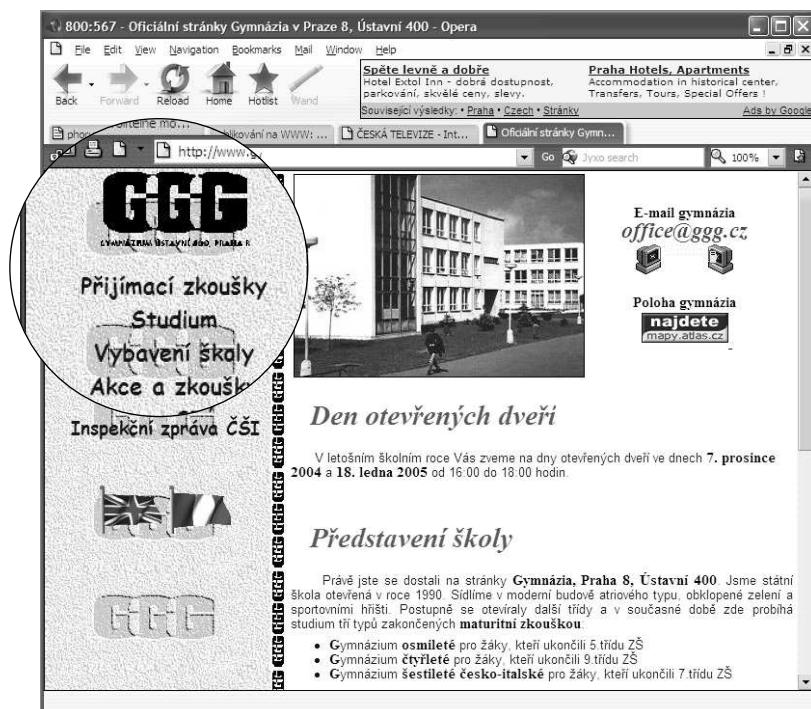 800:567 - Oficiální stránky Gymnázia v Praze 8, Ústavní 400 - Opera
File Edit View Navigation Bookmarks Mail Window Help
Back Forward Reload Home Hotlist Wand
Spěte levně a dobře
Hotel Extol Inn - dobrá dostupnost,
parkování, skvělé ceny, slevy.
Praha Hotels, Apartments
Accommodation in historical center,
Transfers, Tours, Special Offers !
Související výsledky: • Praha • Czech • Stránky
Ads by Google
blikování na WWW: ... ČESKÁ TELEVIZE - Int... Oficiální stránky Gymn...
http://www.g
Go Jyxo search 100%
GGG
GYMNÁZIUM ÚSTAVNÍ 400, PRAHA 8
Přijímací zkoušky
Studium
Vybavení školy
Akce a zkoušky
Inspekční zpráva ČŠI
GGG
E-mail gymnázia
office@ggg.cz
Poloha gymnázia
najdete
mapy.atlas.cz
Den otevřených dveří
V letošním školním roce Vás zveme na dny otevřených dveří ve dnech 7. prosince
2004 a 18. ledna 2005 od 16:00 do 18:00 hodin.
Představení školy
Právě jste se dostali na stránky Gymnázia, Praha 8, Ústavní 400. Jsme státní
škola otevřená v roce 1990. Sídlíme v moderní budově atriového typu, obklopené zelení a
sportovními hřišti. Postupně se otevíraly další třídy a v současné době zde probíhá
studium tří typů zakončených maturitní zkouškou:
• Gymnázium osmileté pro žáky, kteří ukončili 5.třídu ZŠ
• Gymnázium čtyřleté pro žáky, kteří ukončili 9.třídu ZŠ
• Gymnázium šestileté česko-italské pro žáky, kteří ukončili 7.třídu ZŠ